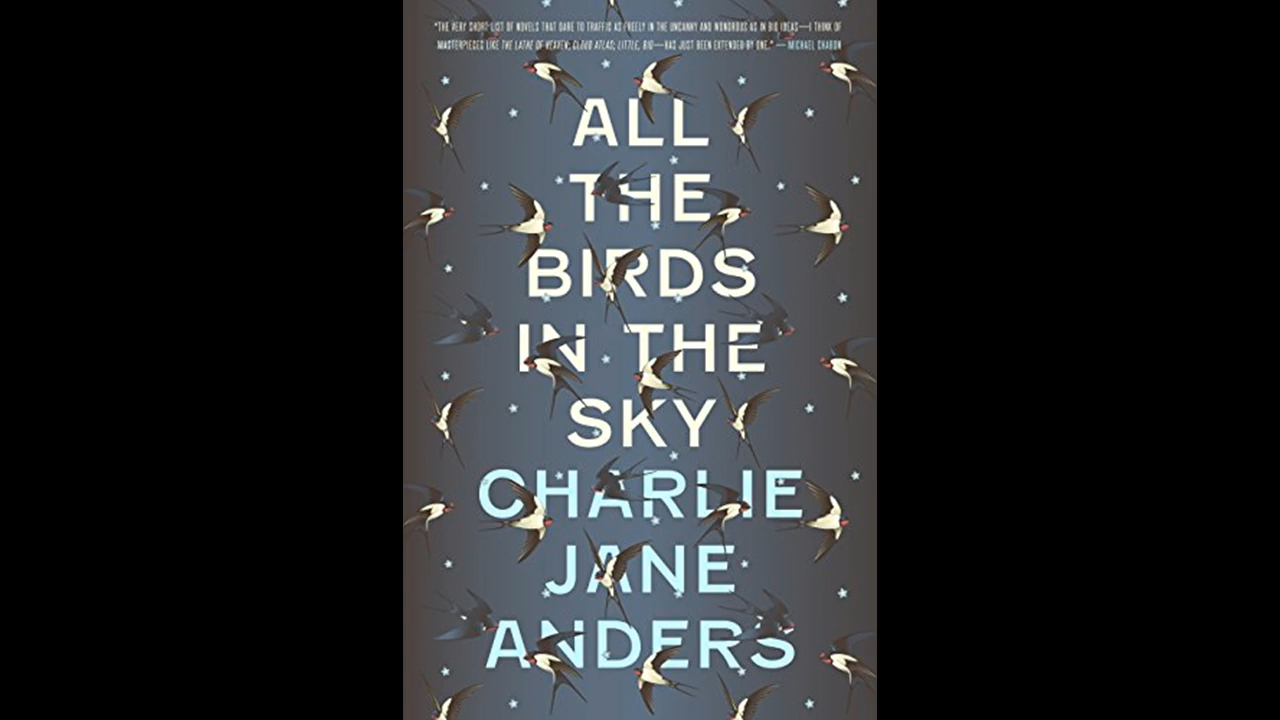 "THE VERY SHORT LIST OF NOVELS THAT DARE TO TRAFFIC AS FREELY IN THE UNCANNY AND WONDROUS AS IN BIG IDEAS—I THINK OF
MASTERPIECES LIKE THE LATHE OF HEAVEN; CLOUD ATLAS; LITTLE, BIG—HAS JUST BEEN EXTENDED BY ONE." — MICHAEL CHABON
ALL
THE
BIRDS
IN THE
SKY
CHARLIE
JANE
ANDERS